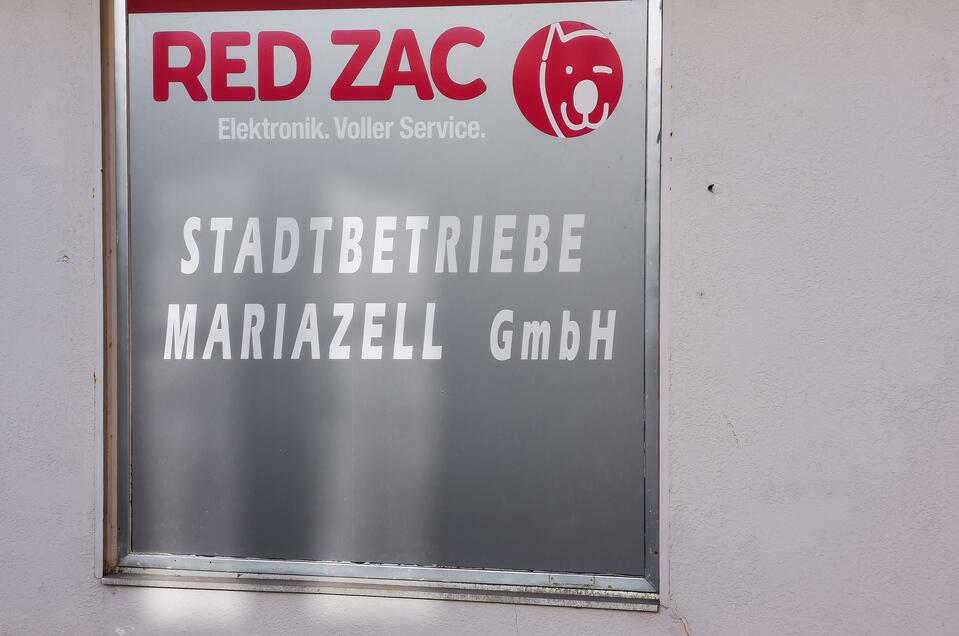 RED ZAC
Elektronik. Voller Service.
STADTBETRIEBE
MARIAZELL GmbH